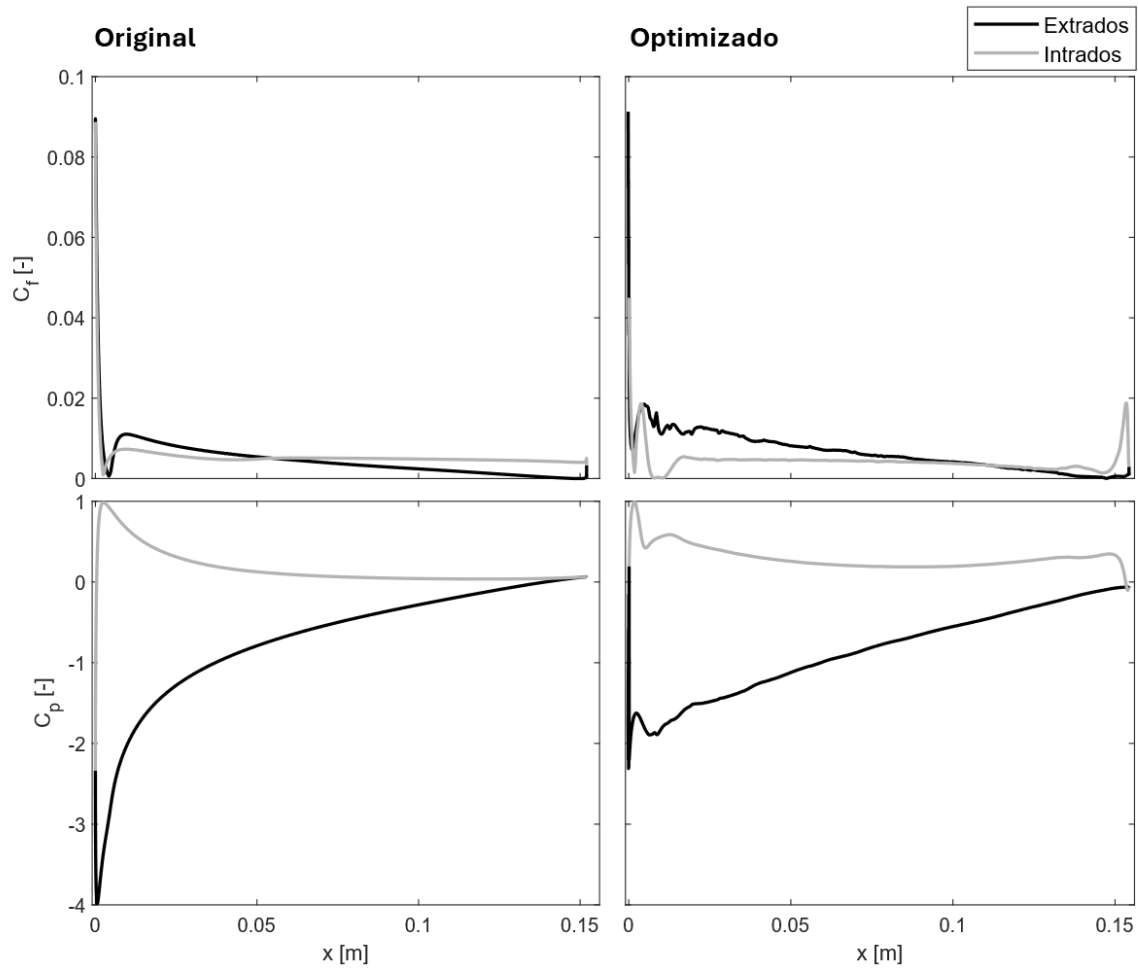 Original
Optimizado
Extrados
Intrados
0.1
0.08
0.06
0.04
0.02
0
C_f [-]
1
0
-1
-2
-3
-4
C_p [-]
0
0.05
0.1
0.15
x [m]
0
0.05
0.1
0.15
x [m]